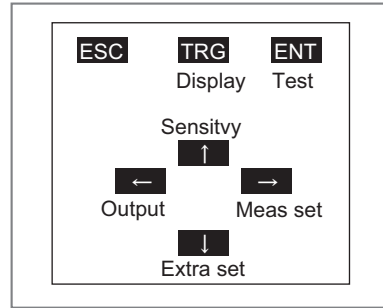 ESC TRG ENT
Display Test
Sensitvy
↑
← →
Output Meas set
↓
Extra set